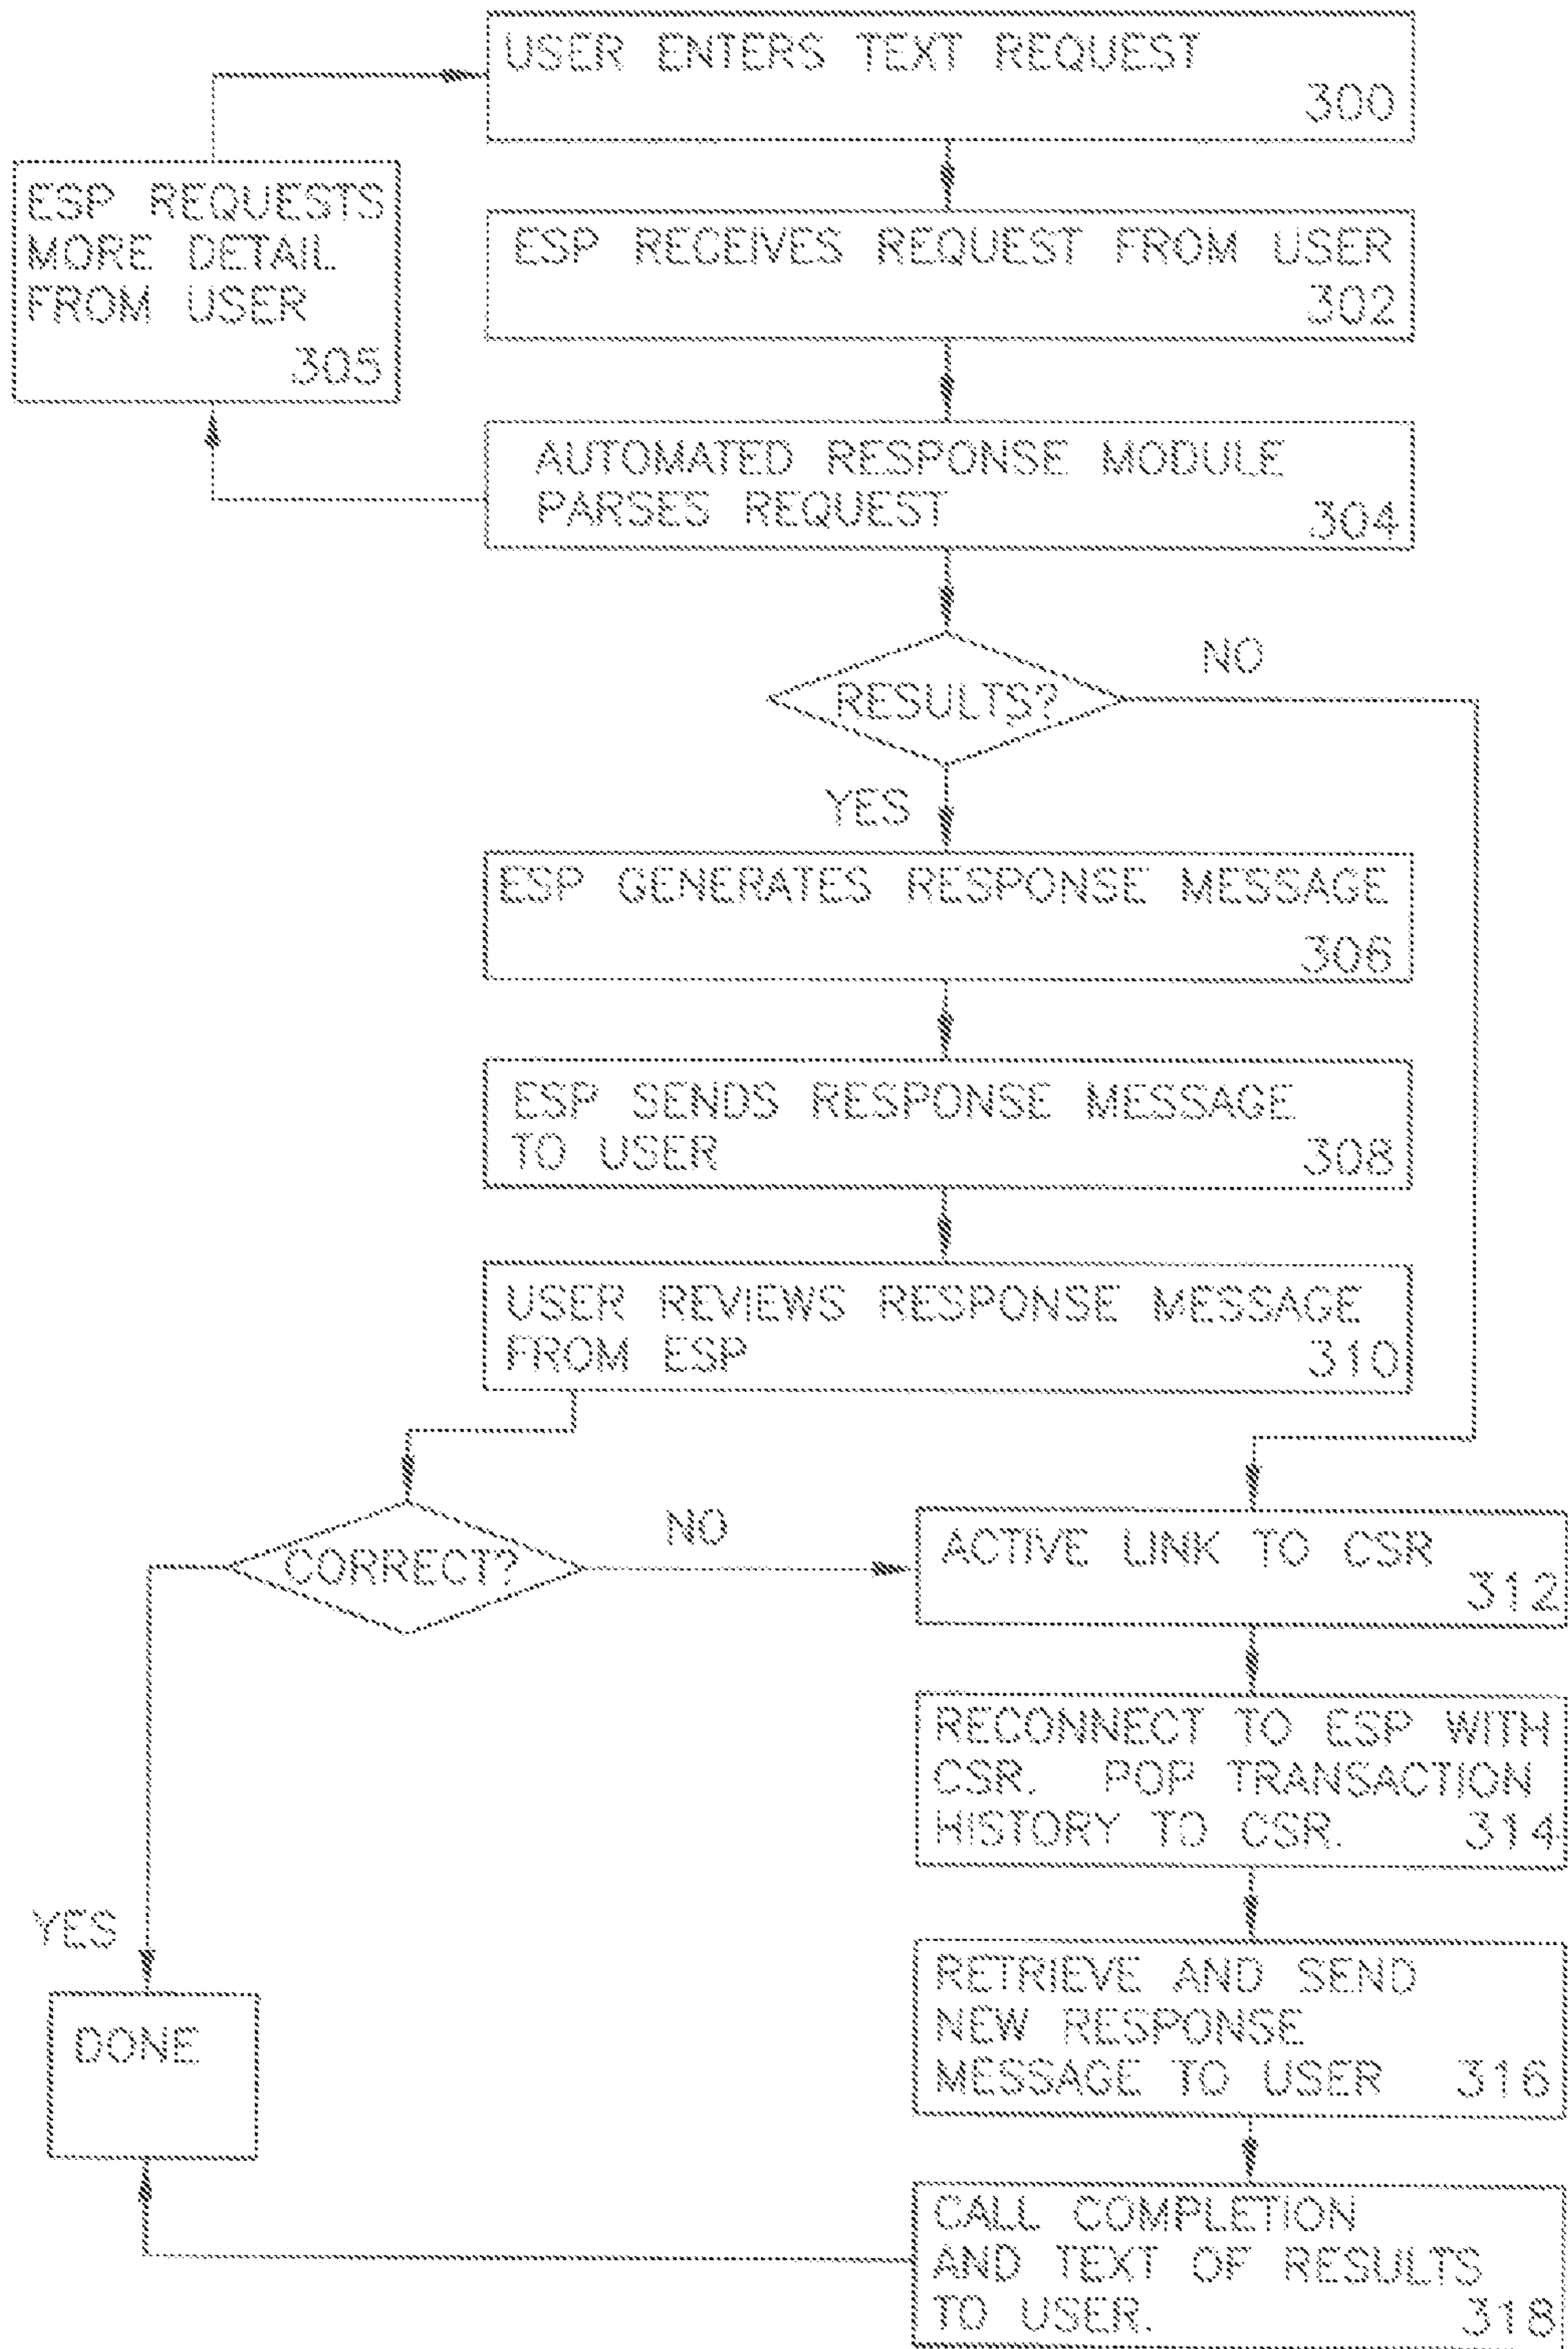 USER ENTERS TEXT REQUEST
300
ESP REQUESTS
MORE DETAIL
FROM USER
305
ESP RECEIVES REQUEST FROM USER
302
AUTOMATED RESPONSE MODULE
PARSES REQUEST
304
RESULTS?
NO
YES
ESP GENERATES RESPONSE MESSAGE
306
ESP SENDS RESPONSE MESSAGE
TO USER
308
USER REVIEWS RESPONSE MESSAGE
FROM ESP
310
CORRECT?
NO
ACTIVE LINK TO CSR
312
RECONNECT TO ESP WITH
CSR. POP TRANSACTION
HISTORY TO CSR. 314
YES
DONE
RETRIEVE AND SEND
NEW RESPONSE
MESSAGE TO USER 316
CALL COMPLETION
AND TEXT OF RESULTS
TO USER. 318